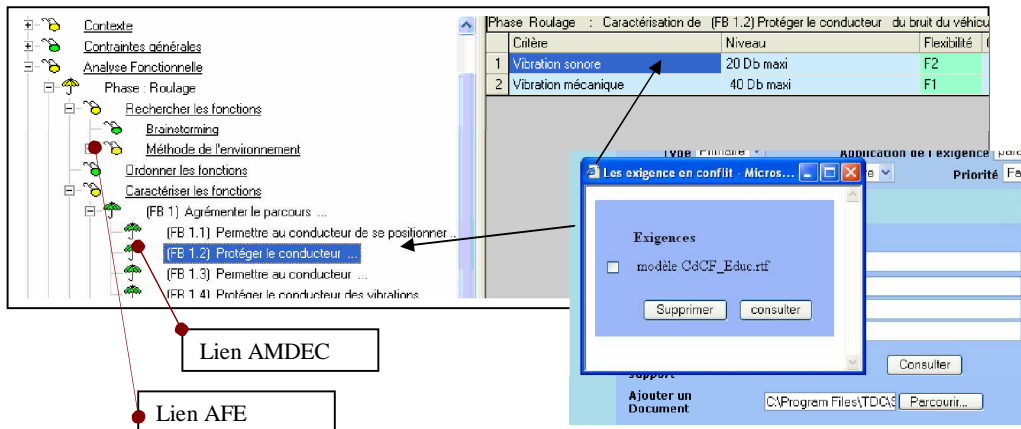 Contexte
Contraintes générales
Analyse Fonctionnelle
Phase : Roulage
Rechercher les fonctions
Brainstorming
Méthode de l'environnement
Ordonner les fonctions
Caractériser les fonctions
(FB 1) Agrémenter le parcours ...
(FB 1.1) Permettre au conducteur de se positionner ...
(FB 1.2) Protéger le conducteur ...
(FB 1.3) Permettre au conducteur ...
(FB 1.4) Protéger le conducteur des vibrations
Phase Roulage : Caractérisation de (FB 1.2) Protéger le conducteur du bruit du véhicu
Critère Niveau Flexibilité
1 Vibration sonore 20 Db maxi F2
2 Vibration mécanique 40 Db maxi F1
Type Primaire Application de l'exigence
Priorité Fa
Les exigence en conflit - Micros...
Exigences
modèle CdCF_Educ.rtf
Supprimer consulter
support Consulter
Ajouter un
Document C:\Program Files\TDC\S Parcourir...
Lien AMDEC
Lien AFE